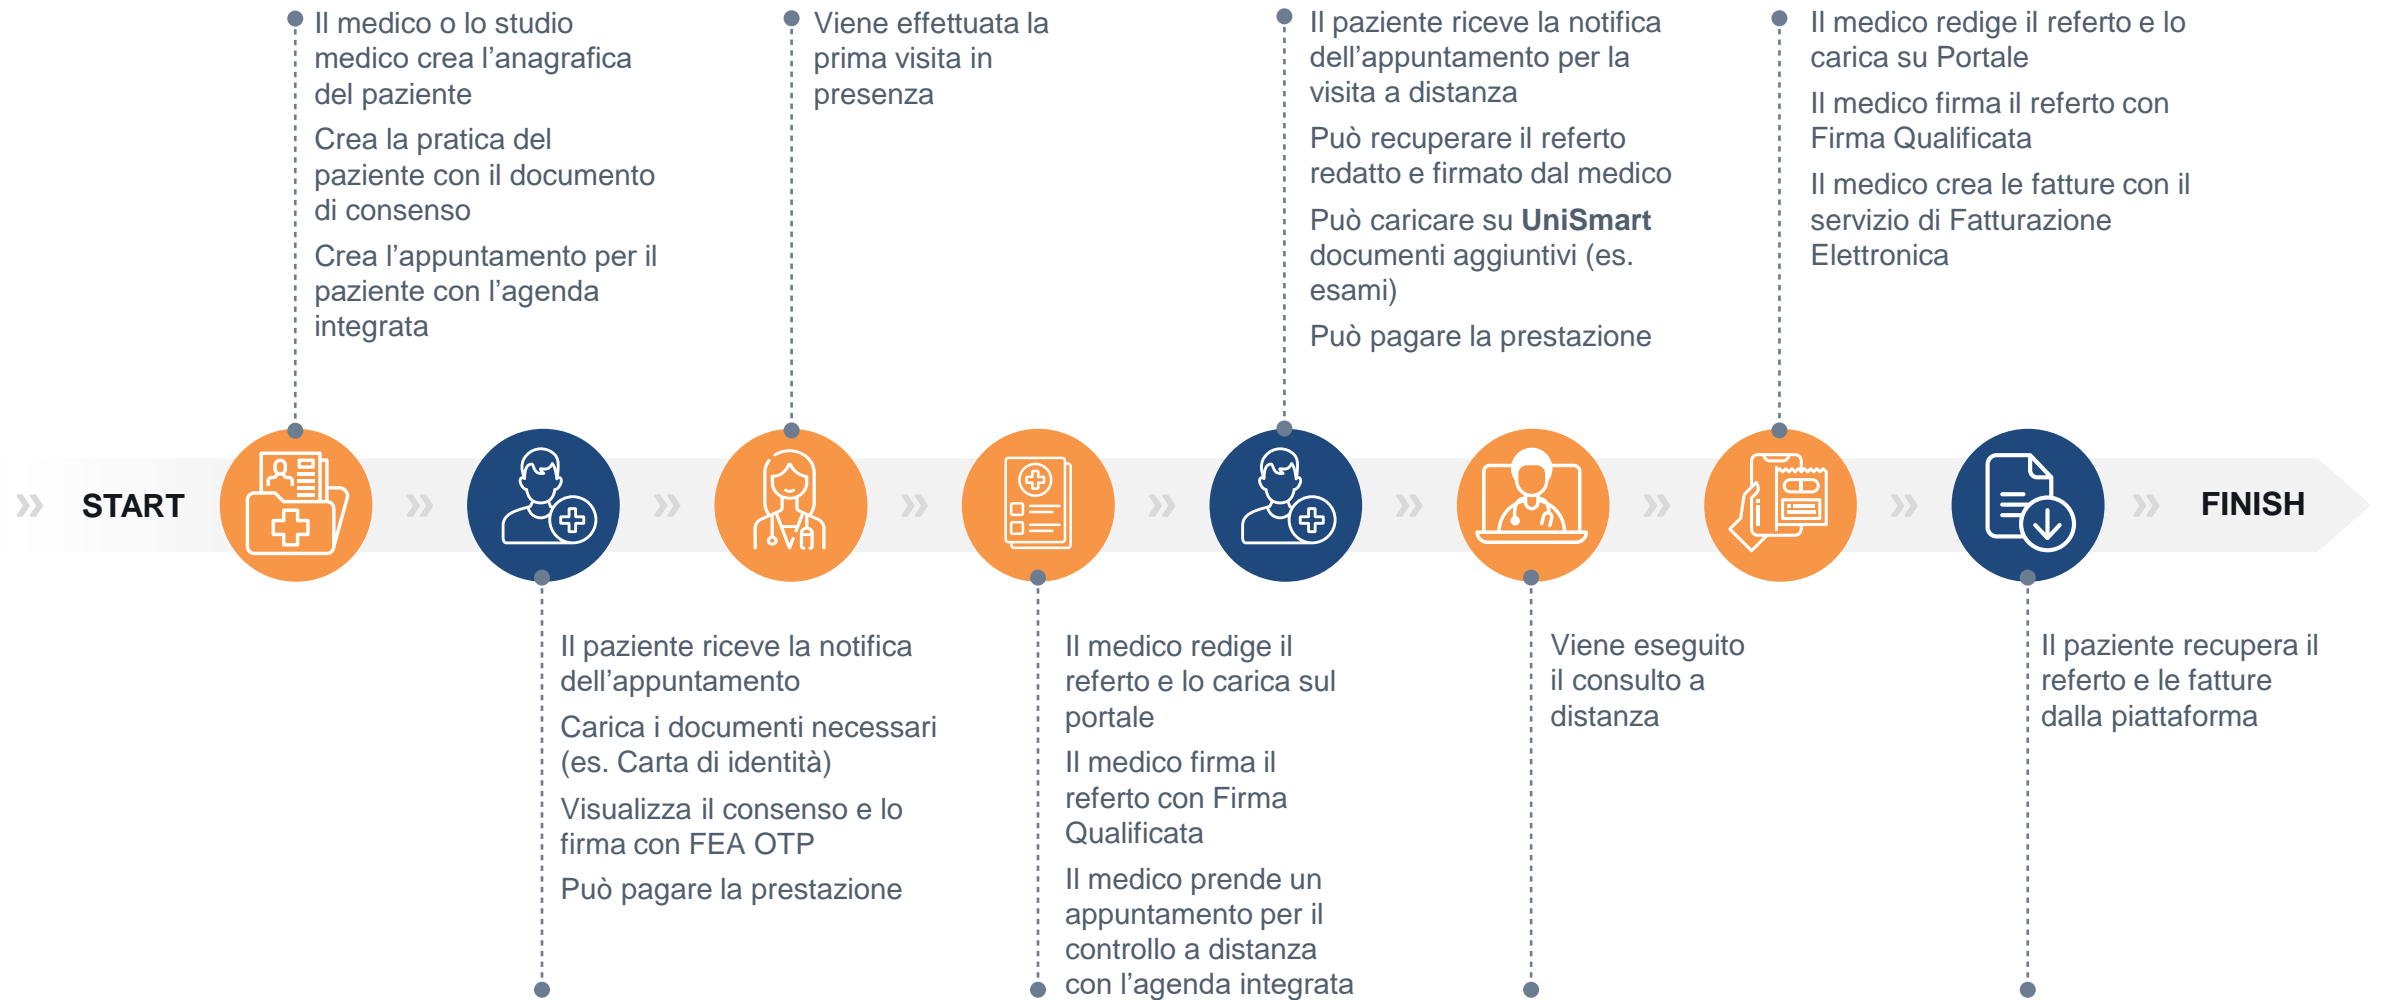 Il medico o lo studio
medico crea l’anagrafica
del paziente
Crea la pratica del
paziente con il documento
di consenso
Crea l’appuntamento per il
paziente con l’agenda
integrata
Viene effettuata la
prima visita in
presenza
Il paziente riceve la notifica
dell’appuntamento per la
visita a distanza
Può recuperare il referto
redatto e firmato dal medico
Può caricare su UniSmart
documenti aggiuntivi (es.
esami)
Può pagare la prestazione
Il medico redige il referto e lo
carica su Portale
Il medico firma il referto con
Firma Qualificata
Il medico crea le fatture con il
servizio di Fatturazione
Elettronica
START
FINISH
Il paziente riceve la notifica
dell’appuntamento
Carica i documenti necessari
(es. Carta di identità)
Visualizza il consenso e lo
firma con FEA OTP
Può pagare la prestazione
Il medico redige il
referto e lo carica sul
portale
Il medico firma il
referto con Firma
Qualificata
Il medico prende un
appuntamento per il
controllo a distanza
con l’agenda integrata
Viene eseguito
il consulto a
distanza
Il paziente recupera il
referto e le fatture
dalla piattaforma